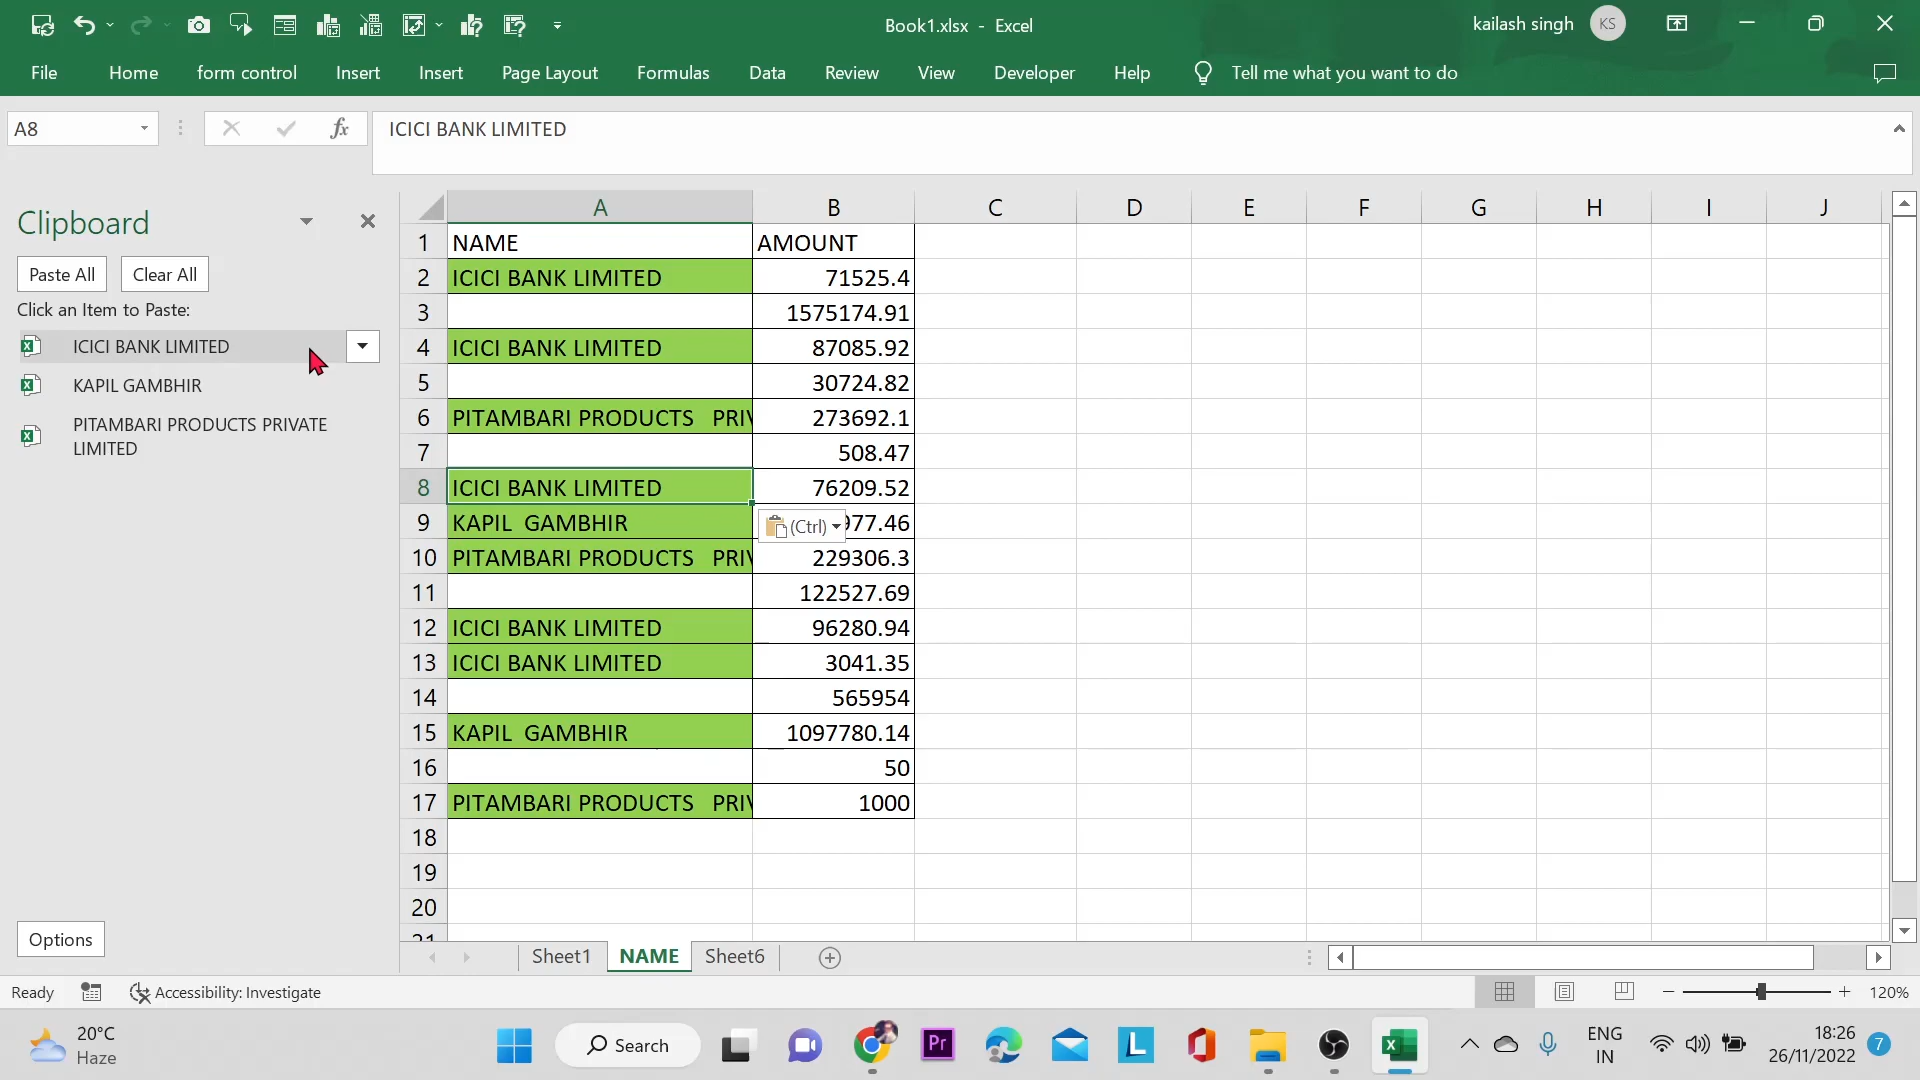 Book1.xlsx - Excel
kailash singh KS
File Home form control Insert Insert Page Layout Formulas Data Review View Developer Help Tell me what you want to do
A8 fx ICICI BANK LIMITED
Clipboard
Paste All Clear All
Click an Item to Paste:
ICICI BANK LIMITED
KAPIL GAMBHIR
PITAMBARI PRODUCTS PRIVATE
LIMITED
Options
A B C D E F G H I J
1 NAME AMOUNT
2 ICICI BANK LIMITED 71525.4
3 1575174.91
4 ICICI BANK LIMITED 87085.92
5 30724.82
6 PITAMBARI PRODUCTS PRIV 273692.1
7 508.47
8 ICICI BANK LIMITED 76209.52
9 KAPIL GAMBHIR (Ctrl) 977.46
10 PITAMBARI PRODUCTS PRIV 229306.3
11 122527.69
12 ICICI BANK LIMITED 96280.94
13 ICICI BANK LIMITED 3041.35
14 565954
15 KAPIL GAMBHIR 1097780.14
16 50
17 PITAMBARI PRODUCTS PRIV 1000
18
19
20
21
Sheet1 NAME Sheet6
Ready Accessibility: Investigate 120%
20°C
Haze
Search
Pr
L
ENG
IN
18:26
26/11/2022
7